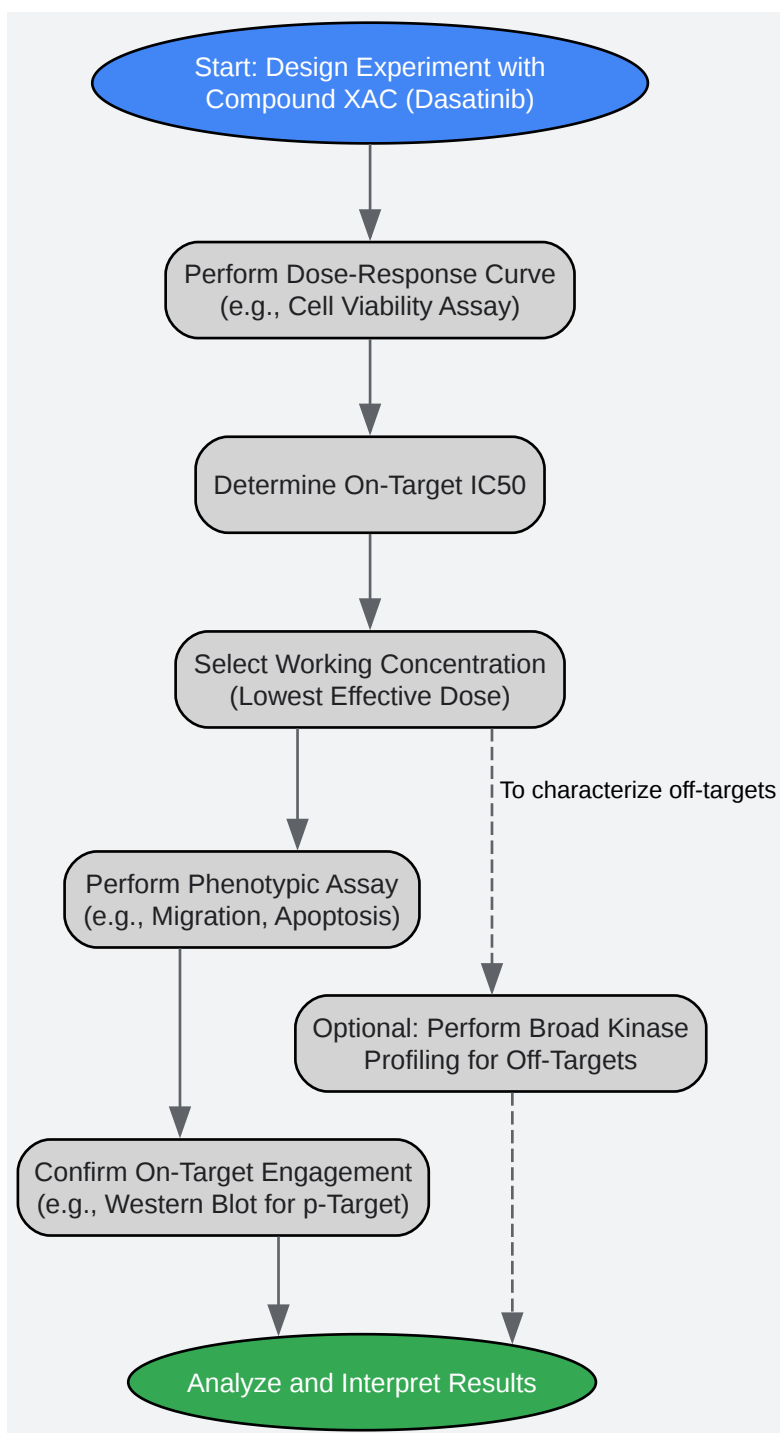 Start: Design Experiment with
Compound XAC (Dasatinib)
Perform Dose-Response Curve
(e.g., Cell Viability Assay)
Determine On-Target IC50
Select Working Concentration
(Lowest Effective Dose)
To characterize off-targets
Perform Phenotypic Assay
(e.g., Migration, Apoptosis)
Optional: Perform Broad Kinase
Profiling for Off-Targets
Confirm On-Target Engagement
(e.g., Western Blot for p-Target)
Analyze and Interpret Results